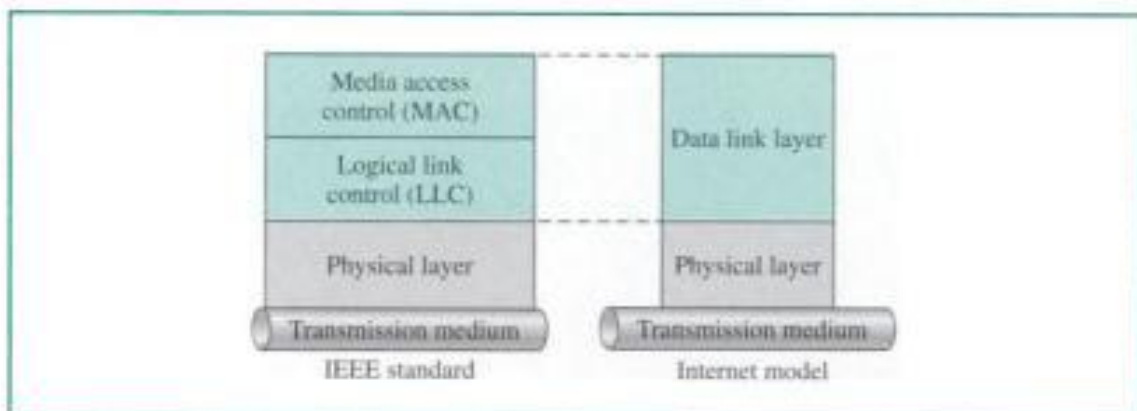 Media access
control (MAC)
Logical link
control (LLC)
Physical layer
Transmission medium
IEEE standard
Data link layer
Physical layer
Transmission medium
Internet model